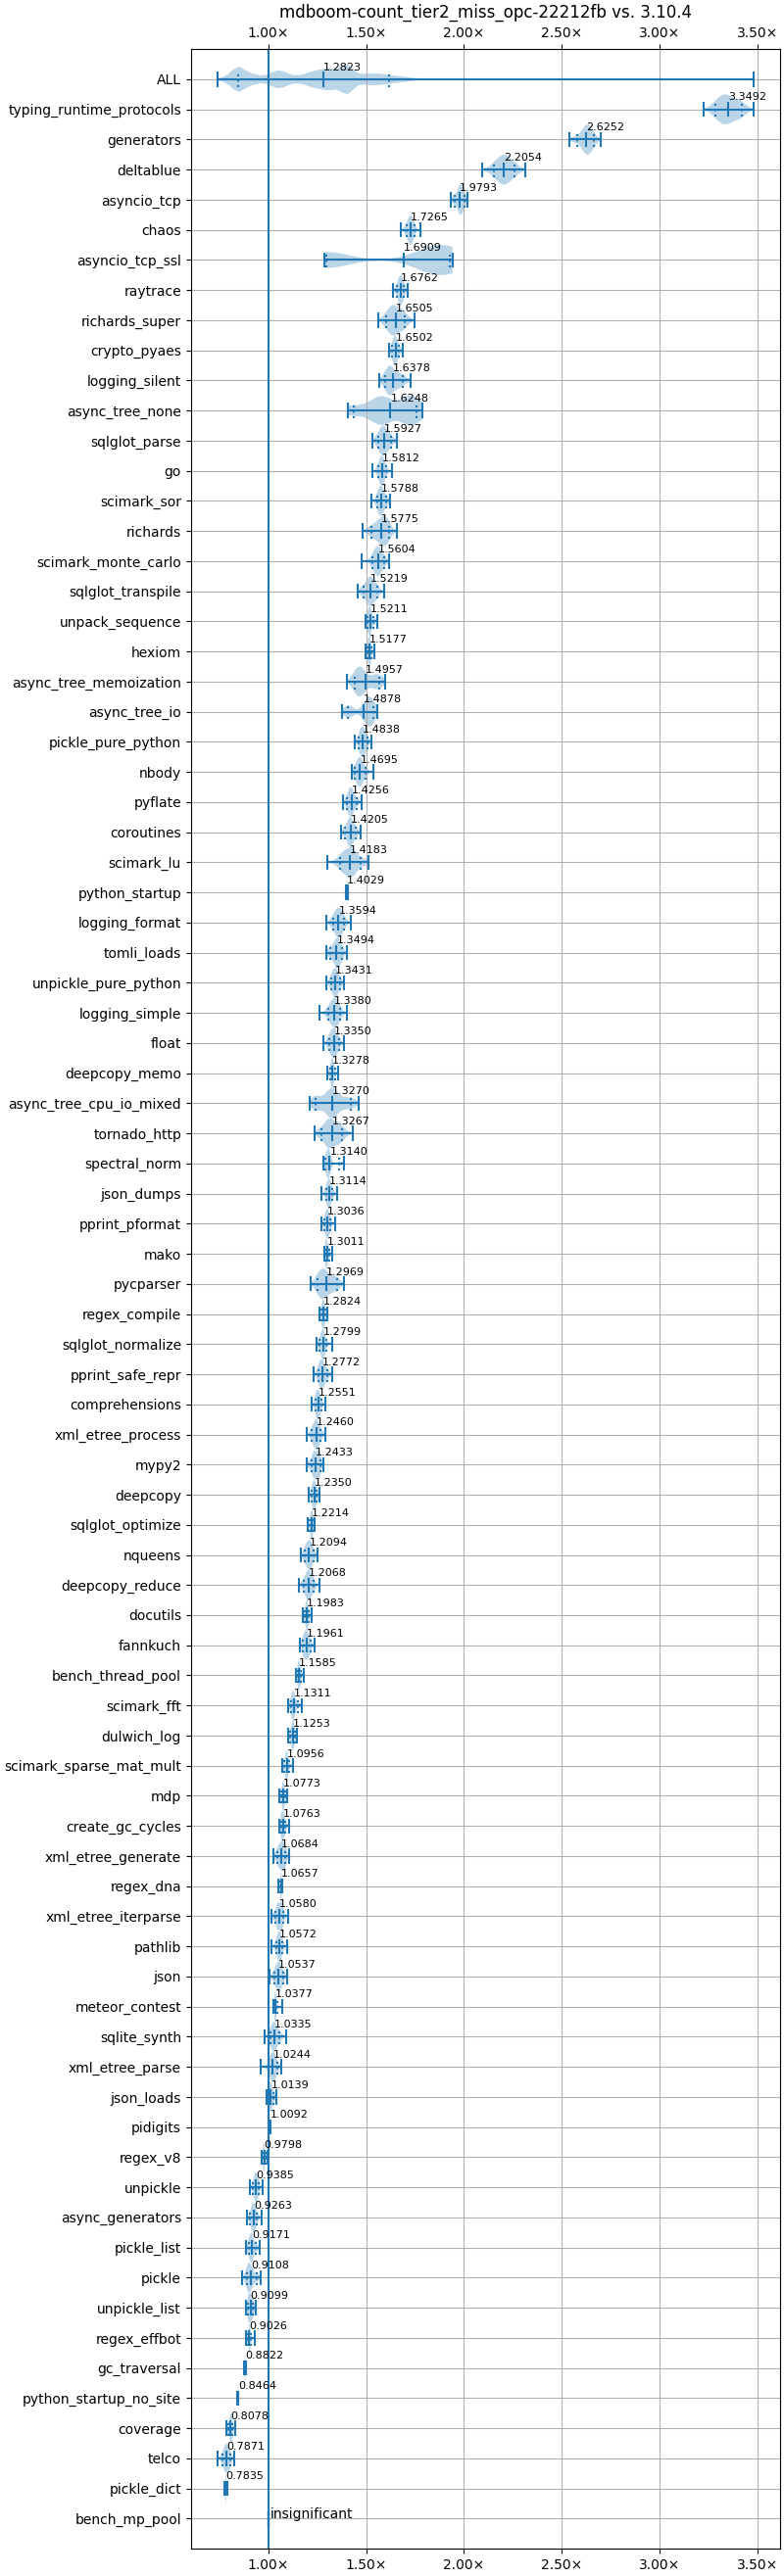 mdboom-count_tier2_miss_opc-22212fb vs. 3.10.4
1.00× 1.50× 2.00× 2.50× 3.00× 3.50×
ALL 1.2823
typing_runtime_protocols 3.3492
generators 2.6252
deltablue 2.2054
asyncio_tcp 1.9793
chaos 1.7265
asyncio_tcp_ssl 1.6909
raytrace 1.6762
richards_super 1.6505
crypto_pyaes 1.6502
logging_silent 1.6378
async_tree_none 1.6248
sqlglot_parse 1.5927
go 1.5812
scimark_sor 1.5788
richards 1.5775
scimark_monte_carlo 1.5604
sqlglot_transpile 1.5219
unpack_sequence 1.5211
hexiom 1.5177
async_tree_memoization 1.4957
async_tree_io 1.4878
pickle_pure_python 1.4838
nbody 1.4695
pyflate 1.4256
coroutines 1.4205
scimark_lu 1.4183
python_startup 1.4029
logging_format 1.3594
tomli_loads 1.3494
unpickle_pure_python 1.3431
logging_simple 1.3380
float 1.3350
deepcopy_memo 1.3278
async_tree_cpu_io_mixed 1.3270
tornado_http 1.3267
spectral_norm 1.3140
json_dumps 1.3114
pprint_pformat 1.3036
mako 1.3011
pycparser 1.2969
regex_compile 1.2824
sqlglot_normalize 1.2799
pprint_safe_repr 1.2772
comprehensions 1.2551
xml_etree_process 1.2460
mypy2 1.2433
deepcopy 1.2350
sqlglot_optimize 1.2214
nqueens 1.2094
deepcopy_reduce 1.2068
docutils 1.1983
fannkuch 1.1961
bench_thread_pool 1.1585
scimark_fft 1.1311
dulwich_log 1.1253
scimark_sparse_mat_mult 1.0956
mdp 1.0773
create_gc_cycles 1.0763
xml_etree_generate 1.0684
regex_dna 1.0657
xml_etree_iterparse 1.0580
pathlib 1.0572
json 1.0537
meteor_contest 1.0377
sqlite_synth 1.0335
xml_etree_parse 1.0244
json_loads 1.0139
pidigits 1.0092
regex_v8 0.9798
unpickle 0.9385
async_generators 0.9263
pickle_list 0.9171
pickle 0.9108
unpickle_list 0.9099
regex_effbot 0.9026
gc_traversal 0.8822
python_startup_no_site 0.8464
coverage 0.8078
telco 0.7871
pickle_dict 0.7835
bench_mp_pool insignificant
1.00× 1.50× 2.00× 2.50× 3.00× 3.50×